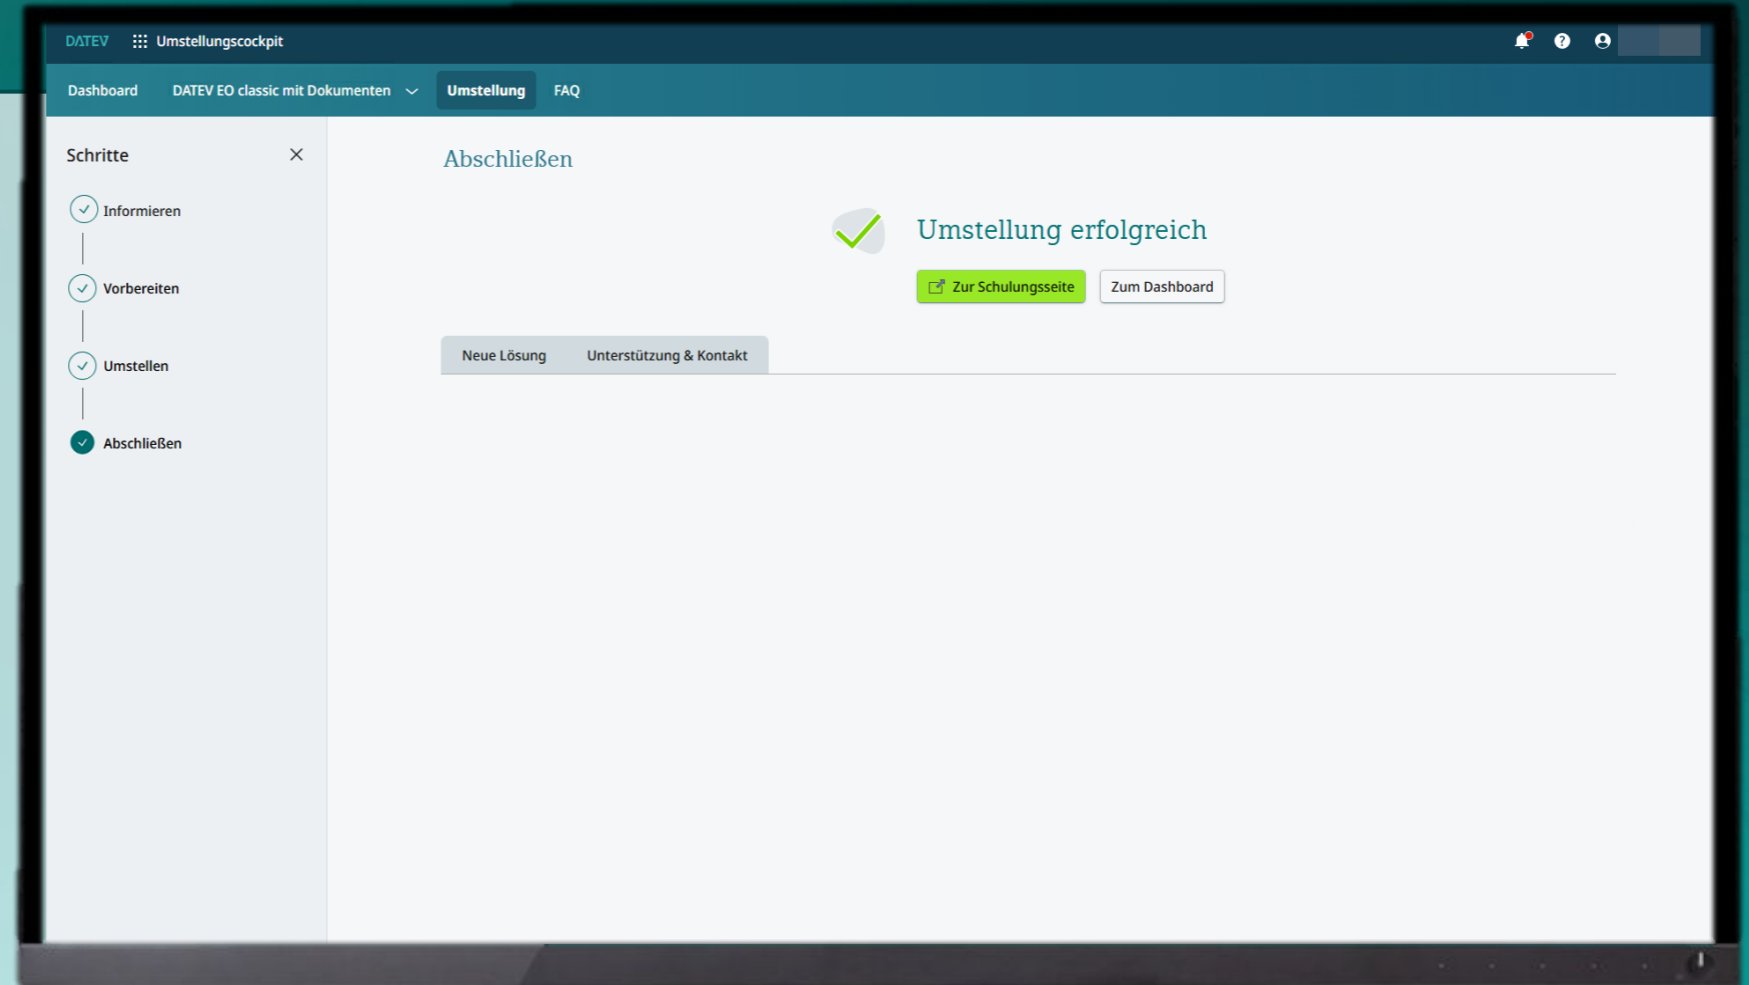 DATEV Umstellungscockpit
Dashboard DATEV EO classic mit Dokumenten Umstellung FAQ
Schritte
Informieren
Vorbereiten
Umstellen
Abschließen
Abschließen
Umstellung erfolgreich
Zur Schulungsseite Zum Dashboard
Neue Lösung Unterstützung & Kontakt